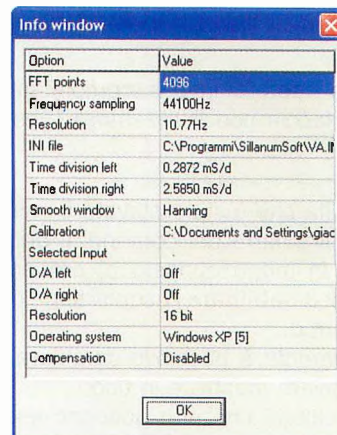 Info window
Option Value
FFT points 4096
Frequency sampling 44100Hz
Resolution 10.77Hz
INI file C:\Programmi\SillanumSoft\VA.IN
Time division left 0.2872 mS/d
Time division right 2.5850 mS/d
Smooth window Hanning
Calibration C:\Documents and Settings\giac
Selected Input
D/A left Off
D/A right Off
Resolution 16 bit
Operating system Windows XP [5]
Compensation Disabled
OK